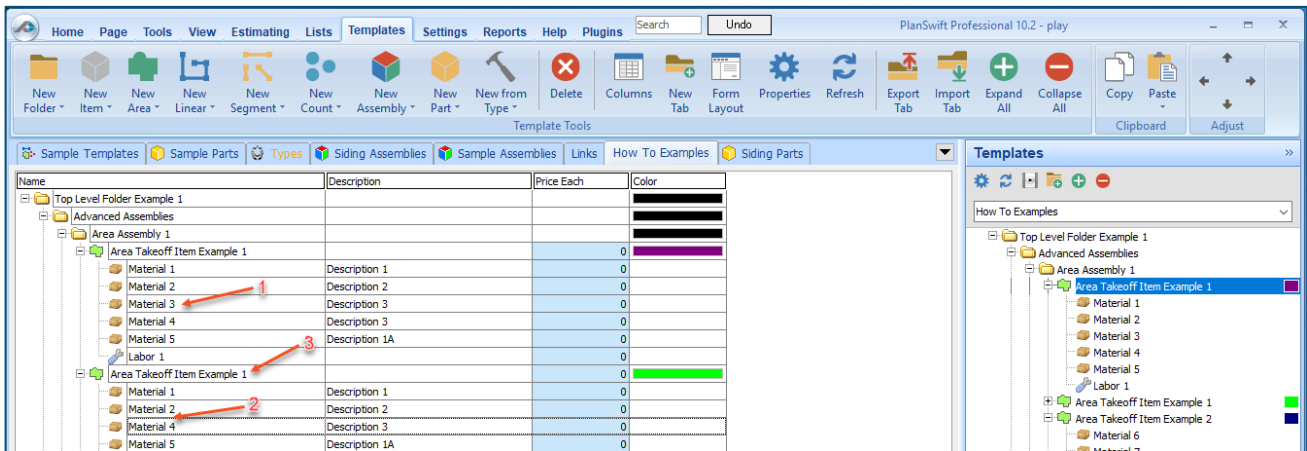 Home Page Tools View Estimating Lists Templates Settings Reports Help Plugins Search Undo PlanSwift Professional 10.2 - play
New Folder New Item New Area New Linear New Segment New Count New Assembly New Part New from Type Delete Columns New Tab Form Layout Properties Refresh Export Tab Import Tab Expand All Collapse All Copy Paste
Template Tools Clipboard Adjust
Sample Templates Sample Parts Types Siding Assemblies Sample Assemblies Links How To Examples Siding Parts
Name Description Price Each Color
Top Level Folder Example 1
Advanced Assemblies
Area Assembly 1
Area Takeoff Item Example 1 0
Material 1 Description 1 0
Material 2 Description 2 0
1
Material 3 Description 3 0
Material 4 Description 3 0
Material 5 Description 1A 0
3
Labor 1 0
Area Takeoff Item Example 1 0
Material 1 Description 1 0
Material 2 Description 2 0
2
Material 4 Description 3 0
Material 5 Description 1A 0
Templates
How To Examples
Top Level Folder Example 1
Advanced Assemblies
Area Assembly 1
Area Takeoff Item Example 1
Material 1
Material 2
Material 3
Material 4
Material 5
Labor 1
Area Takeoff Item Example 1
Area Takeoff Item Example 2
Material 6
Material 7